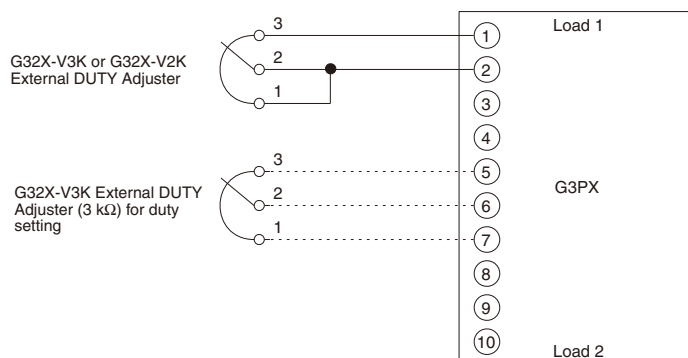 Load 1
3
1
G32X-V3K or G32X-V2K
External DUTY Adjuster
2
2
1
3
4
3
5
G32X-V3K External DUTY
Adjuster (3 kΩ) for duty
setting
2
6
G3PX
1
7
8
9
10
Load 2